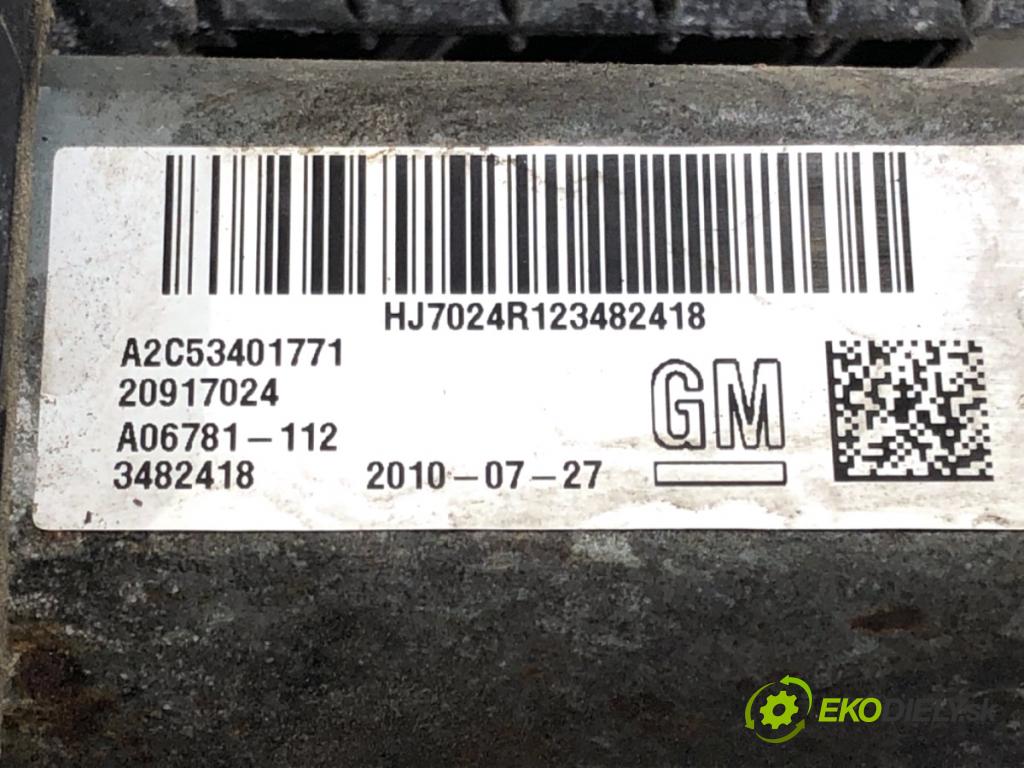 HJ7024R123482418
A2C53401771
20917024
A06781-112
3482418 2010-07-27
GM
EKODIELY.sk